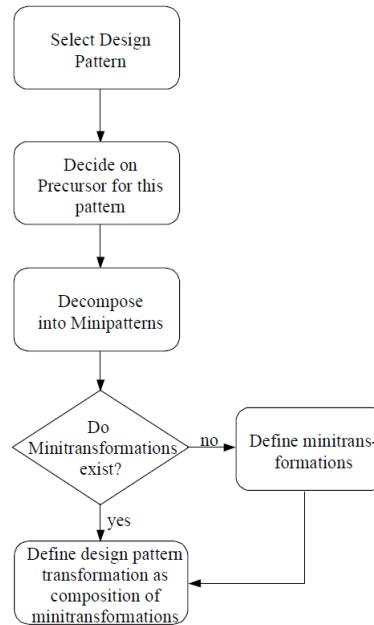 Select Design
Pattern
Decide on
Precursor for this
pattern
Decompose
into Minipatterns
Do
Minitransformations
exist?
no
Define minitrans-
formations
yes
Define design pattern
transformation as
composition of
minitransformations